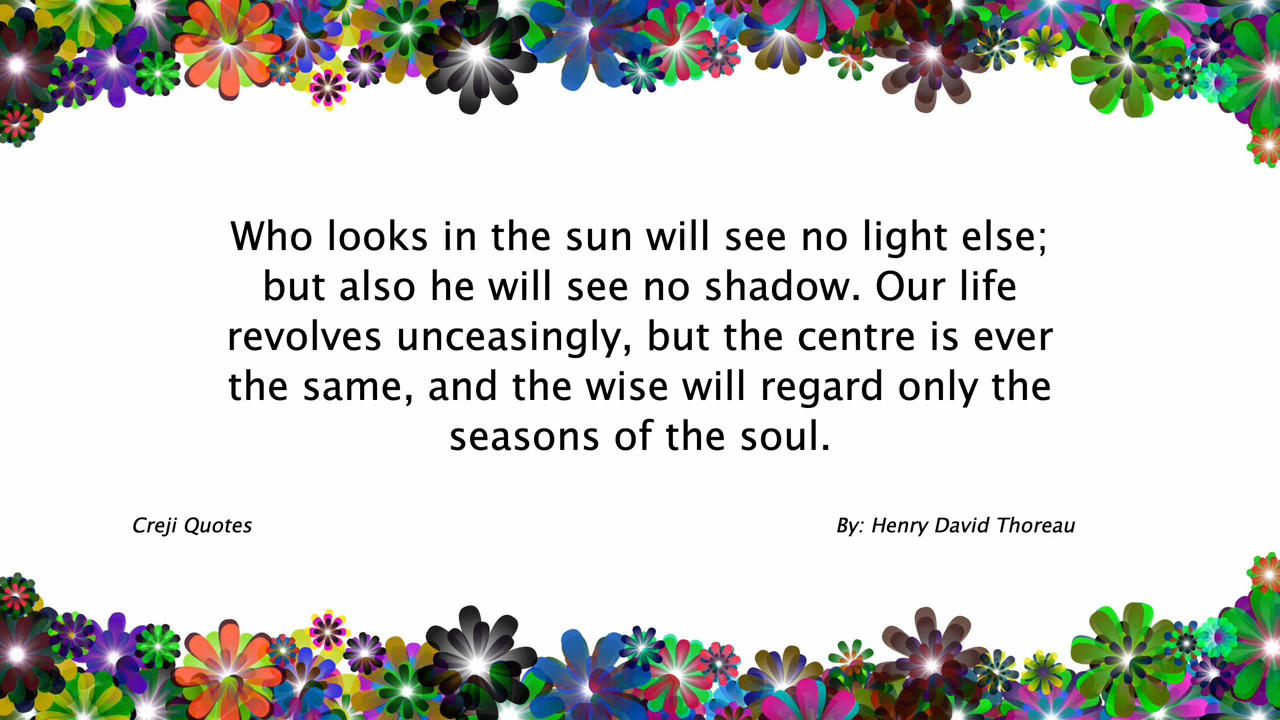 Who looks in the sun will see no light else;
but also he will see no shadow. Our life
revolves unceasingly, but the centre is ever
the same, and the wise will regard only the
seasons of the soul.
Creji Quotes
By: Henry David Thoreau